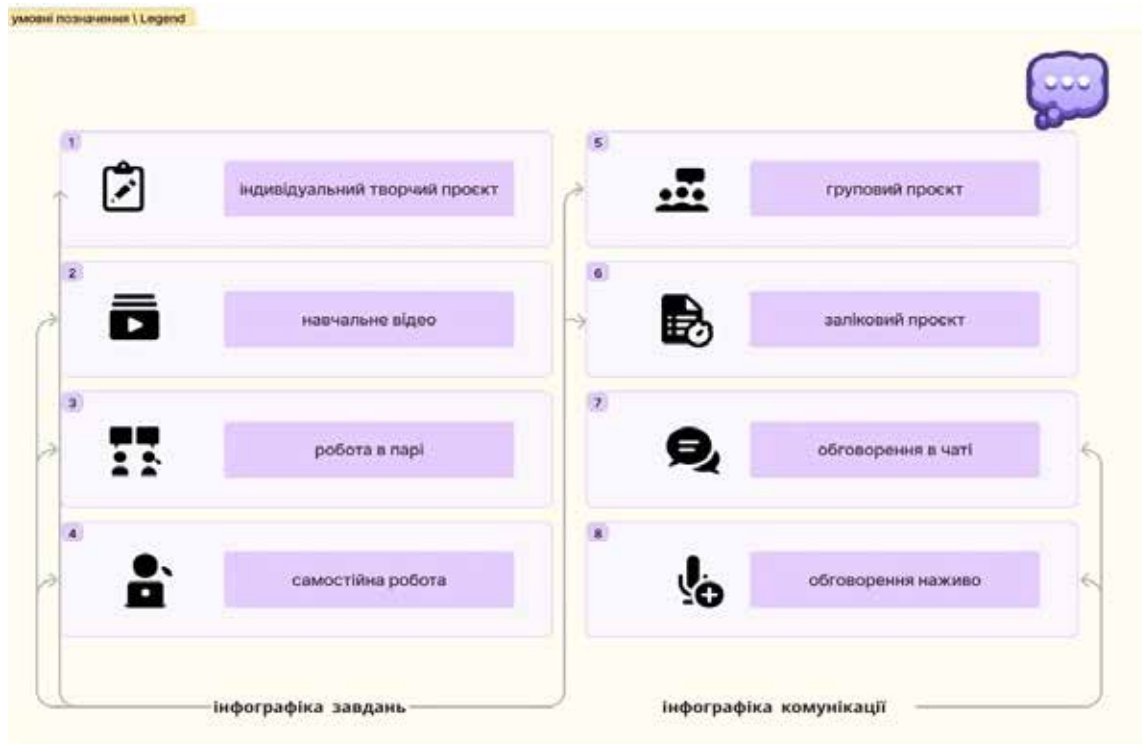 умовні позначення \ Legend
1
індивідуальний творчий проєкт
2
навчальне відео
3
робота в парі
4
самостійна робота
5
груповий проєкт
6
заліковий проєкт
7
обговорення в чаті
8
обговорення наживо
інфографіка завдань
інфографіка комунікації